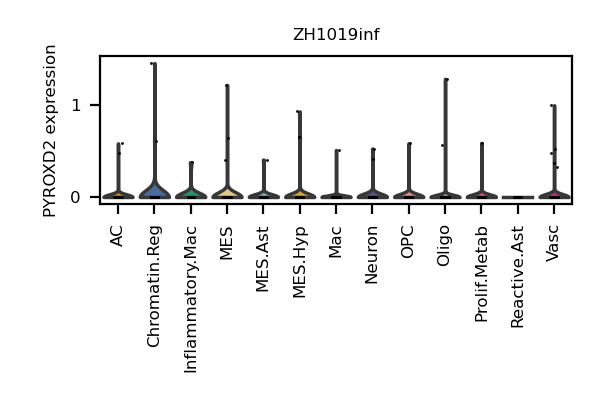 ZH1019inf
PYROXD2 expression
1
0
AC
Chromatin.Reg
Inflammatory.Mac
MES
MES.Ast
MES.Hyp
Mac
Neuron
OPC
Oligo
Prolif.Metab
Reactive.Ast
Vasc